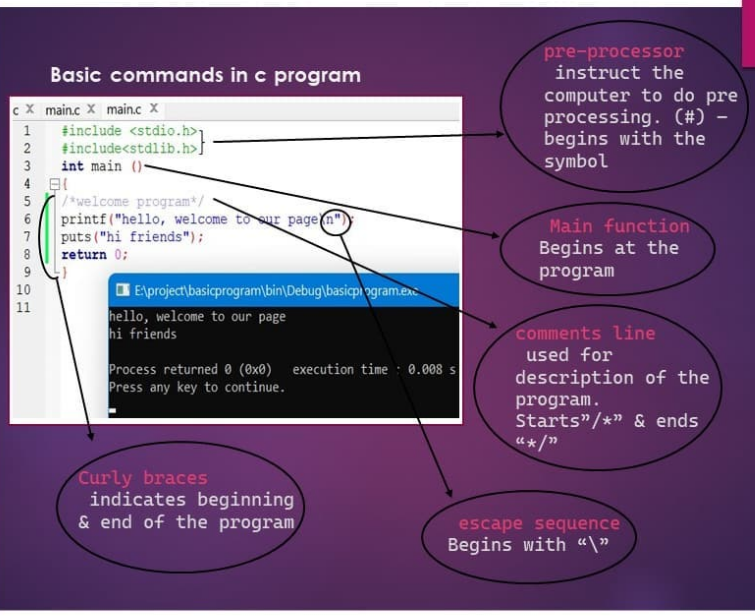 Basic commands in c program
c X main.c X main.c X
1 #include <stdio.h>
2 #include<stdlib.h>
3 int main ()
4 {
5 /*welcome program*/
6 printf("hello, welcome to our page\n");
7 puts("hi friends");
8 return 0;
9 }
10
11
E:\project\basicprogram\bin\Debug\basicprogram.exe
hello, welcome to our page
hi friends
Process returned 0 (0x0) execution time : 0.008 s
Press any key to continue.
pre-processor
instruct the
computer to do pre
processing. (#) –
begins with the
symbol
Main function
Begins at the
program
comments line
used for
description of the
program.
Starts”/*” & ends
“*/”
Curly braces
indicates beginning
& end of the program
escape sequence
Begins with “\”